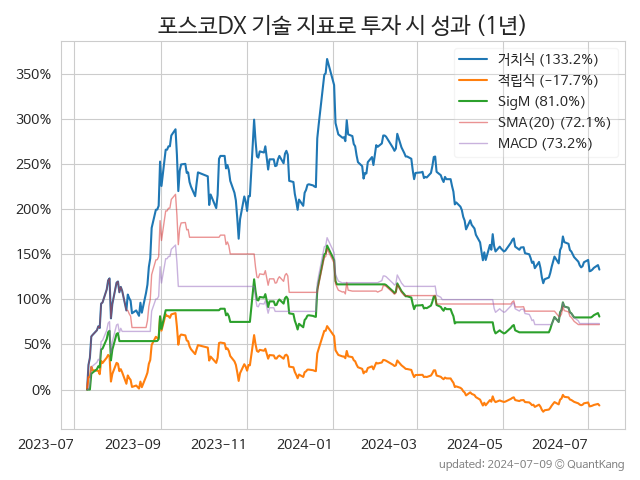 포스코DX 기술 지표로 투자 시 성과 (1년)
거치식 (133.2%)
적립식 (-17.7%)
SigM (81.0%)
SMA(20) (72.1%)
MACD (73.2%)
350%
300%
250%
200%
150%
100%
50%
0%
2023-07 2023-09 2023-11 2024-01 2024-03 2024-05 2024-07
updated: 2024-07-09 ⓒ QuantKang